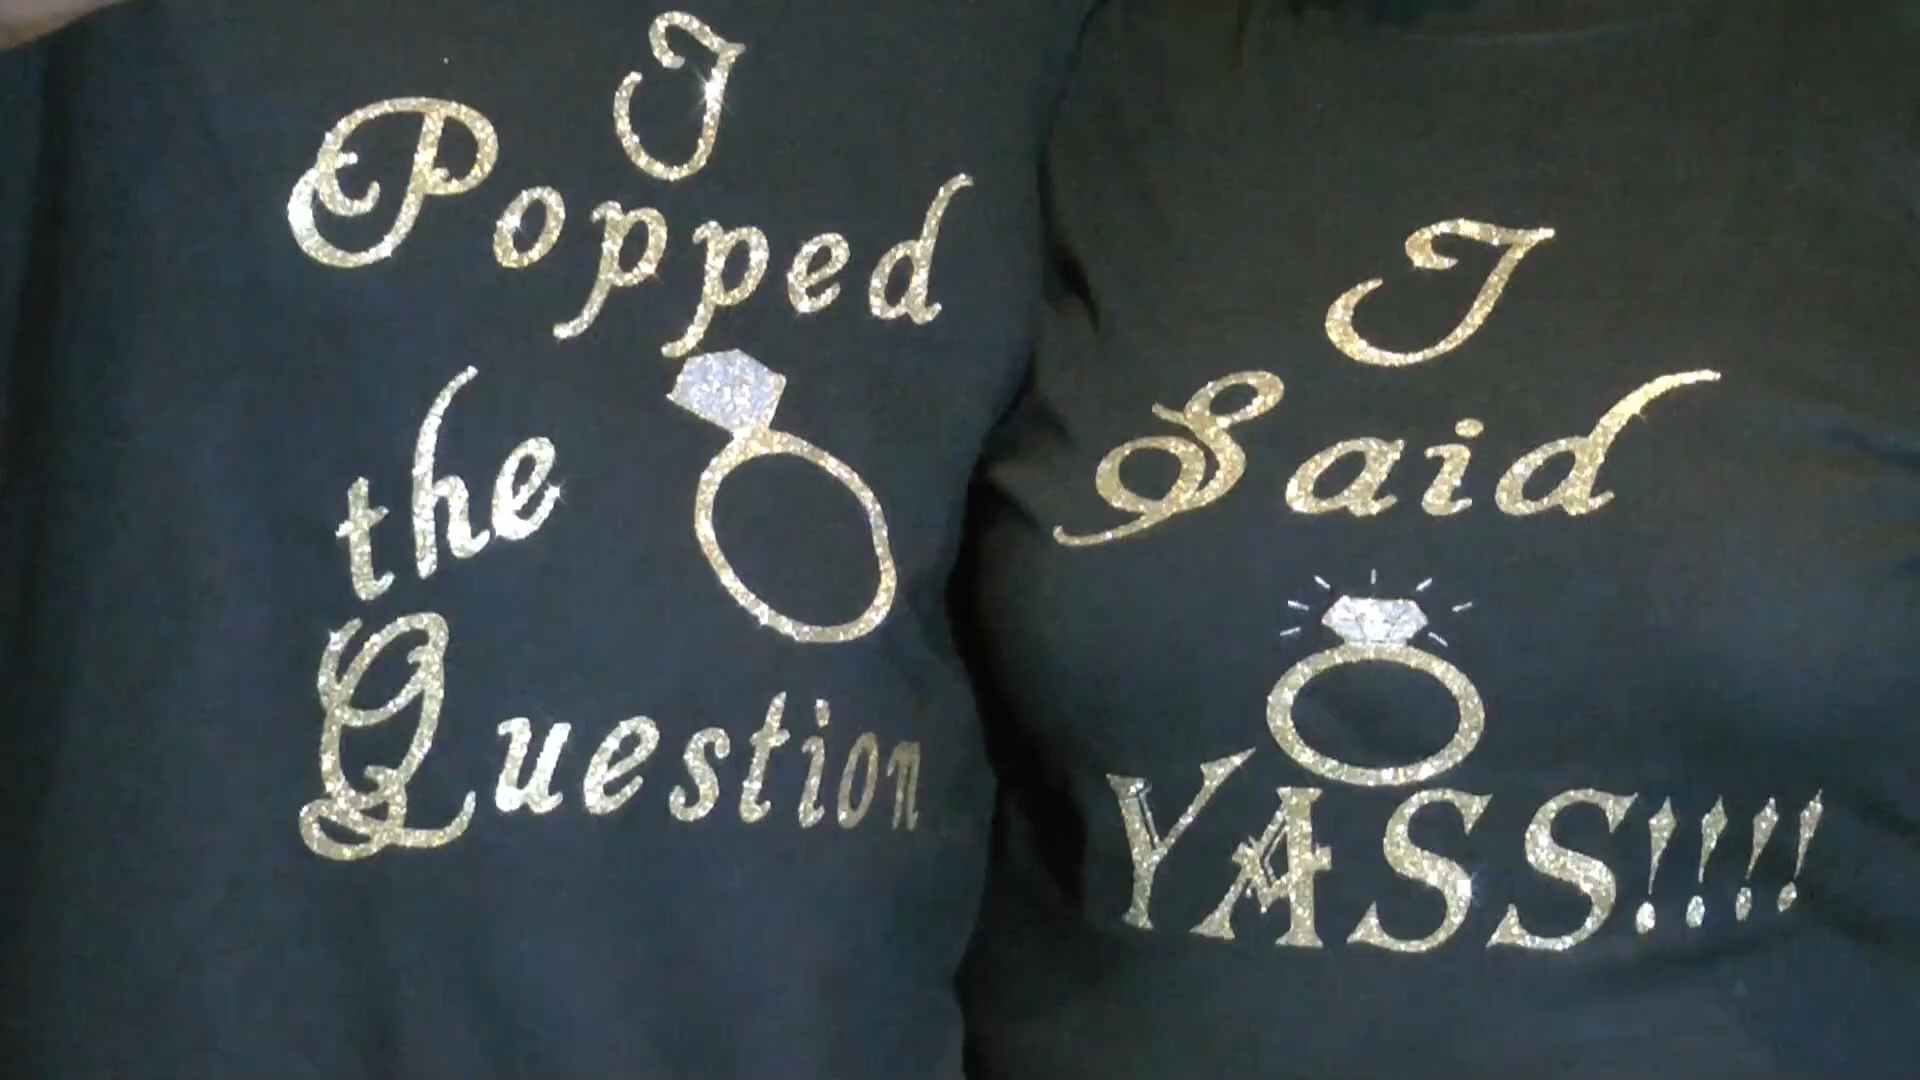 I
Popped
the
Question
I
Said
YASS!!!!